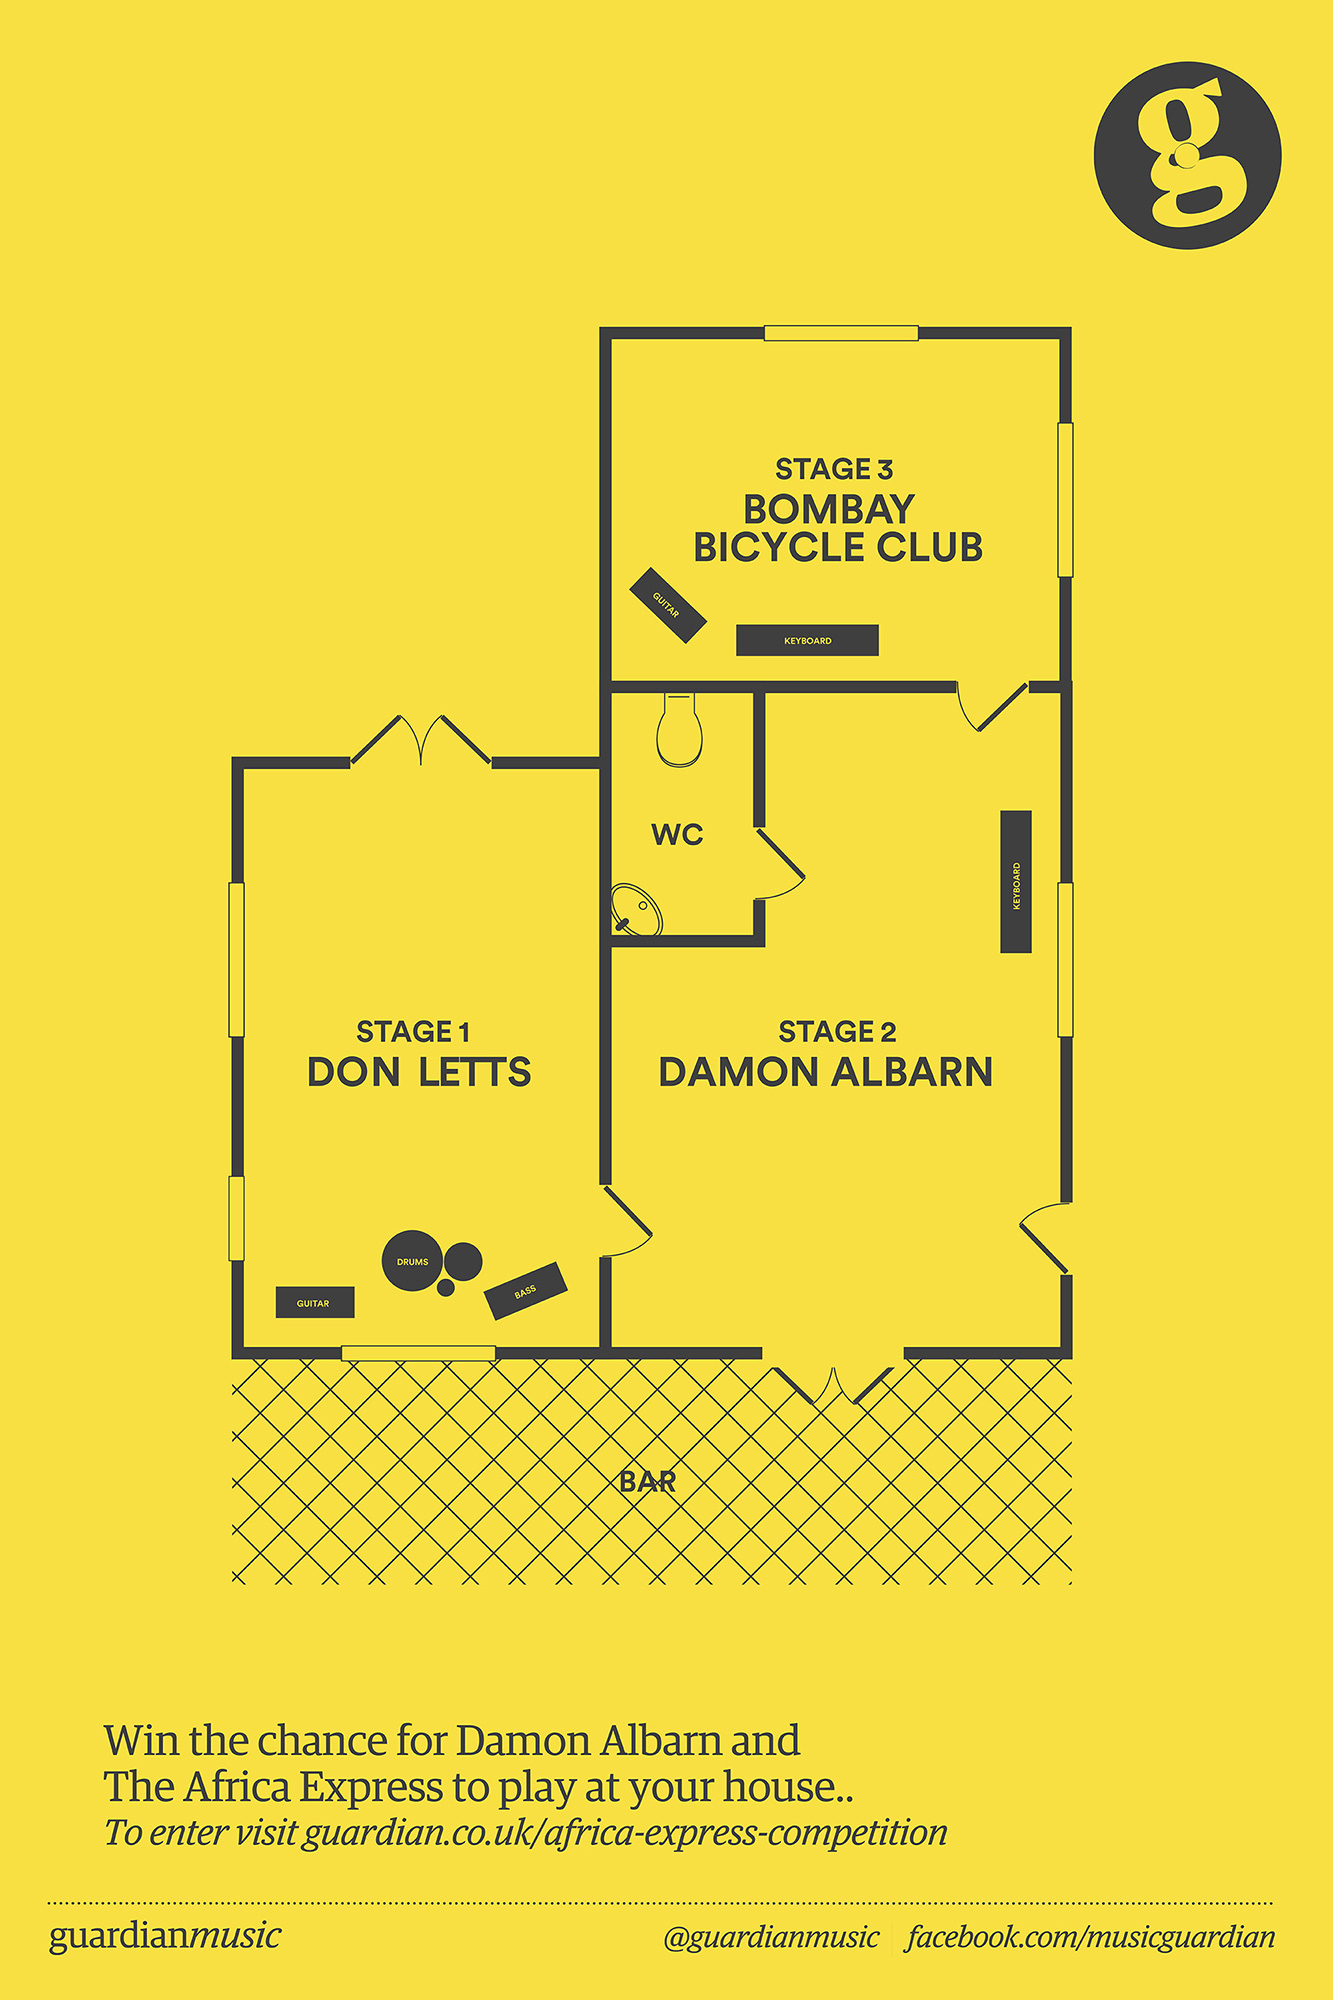 g
STAGE 3
BOMBAY
BICYCLE CLUB
GUITAR
KEYBOARD
WC
KEYBOARD
STAGE 1
DON LETTS
STAGE 2
DAMON ALBARN
DRUMS
GUITAR
BASS
BAR
Win the chance for Damon Albarn and
The Africa Express to play at your house..
To enter visit guardian.co.uk/africa-express-competition
guardianmusic
@guardianmusic
facebook.com/musicguardian